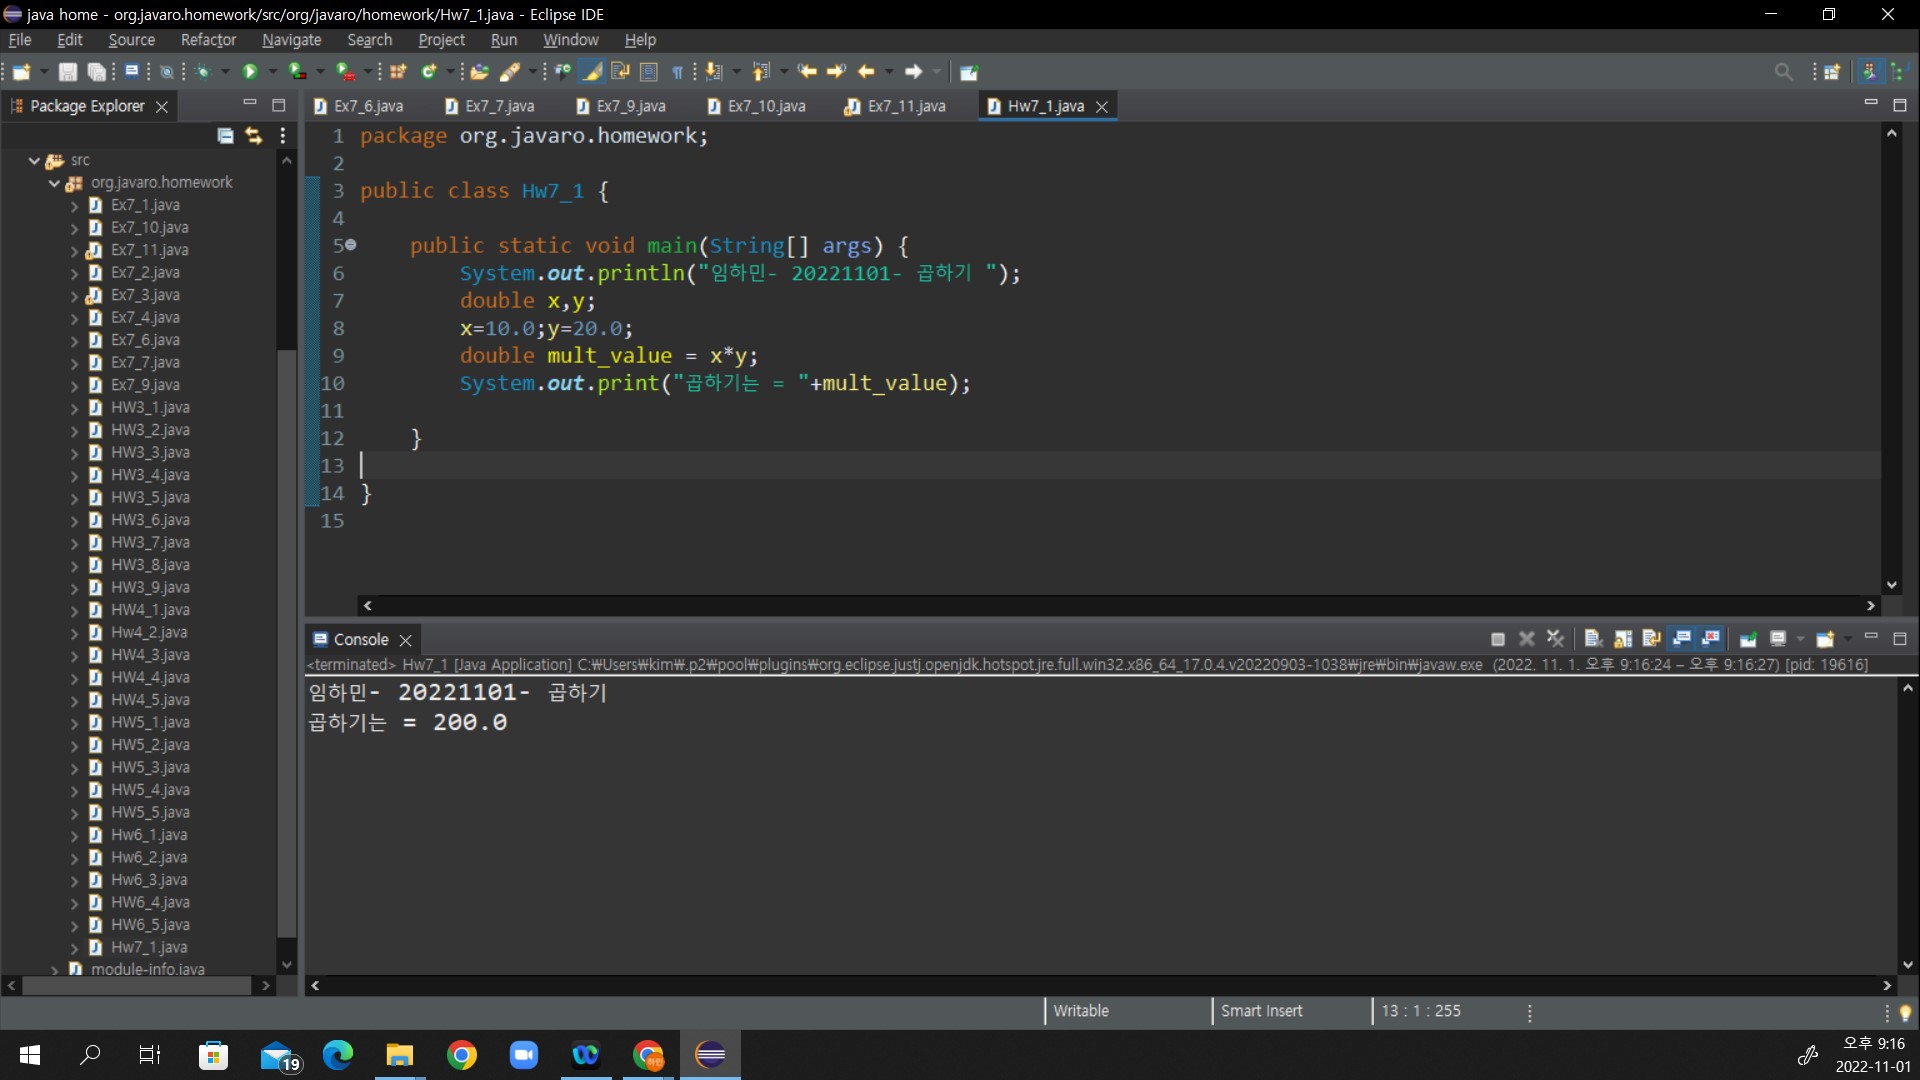 java home - org.javaro.homework/src/org/javaro/homework/Hw7_1.java - Eclipse IDE
File Edit Source Refactor Navigate Search Project Run Window Help
Package Explorer
Ex7_6.java Ex7_7.java Ex7_9.java Ex7_10.java Ex7_11.java Hw7_1.java
src
org.javaro.homework
Ex7_1.java
Ex7_10.java
Ex7_11.java
Ex7_2.java
Ex7_3.java
Ex7_4.java
Ex7_6.java
Ex7_7.java
Ex7_9.java
HW3_1.java
HW3_2.java
HW3_3.java
HW3_4.java
HW3_5.java
HW3_6.java
HW3_7.java
HW3_8.java
HW3_9.java
HW4_1.java
Hw4_2.java
HW4_3.java
HW4_4.java
HW4_5.java
HW5_1.java
HW5_2.java
HW5_3.java
HW5_4.java
HW5_5.java
Hw6_1.java
Hw6_2.java
Hw6_3.java
HW6_4.java
HW6_5.java
Hw7_1.java
module-info.java
1 package org.javaro.homework;
2
3 public class Hw7_1 {
4
5 public static void main(String[] args) {
6 System.out.println("임하민- 20221101- 곱하기 ");
7 double x,y;
8 x=10.0;y=20.0;
9 double mult_value = x*y;
10 System.out.print("곱하기는 = "+mult_value);
11
12 }
13
14 }
15
Console
<terminated> Hw7_1 [Java Application] C:₩Users₩kim₩.p2₩pool₩plugins₩org.eclipse.justj.openjdk.hotspot.jre.full.win32.x86_64_17.0.4.v20220903-1038₩jre₩bin₩javaw.exe (2022. 11. 1. 오후 9:16:24 – 오후 9:16:27) [pid: 19616]
임하민- 20221101- 곱하기
곱하기는 = 200.0
Writable Smart Insert 13 : 1 : 255
19
오후 9:16
2022-11-01